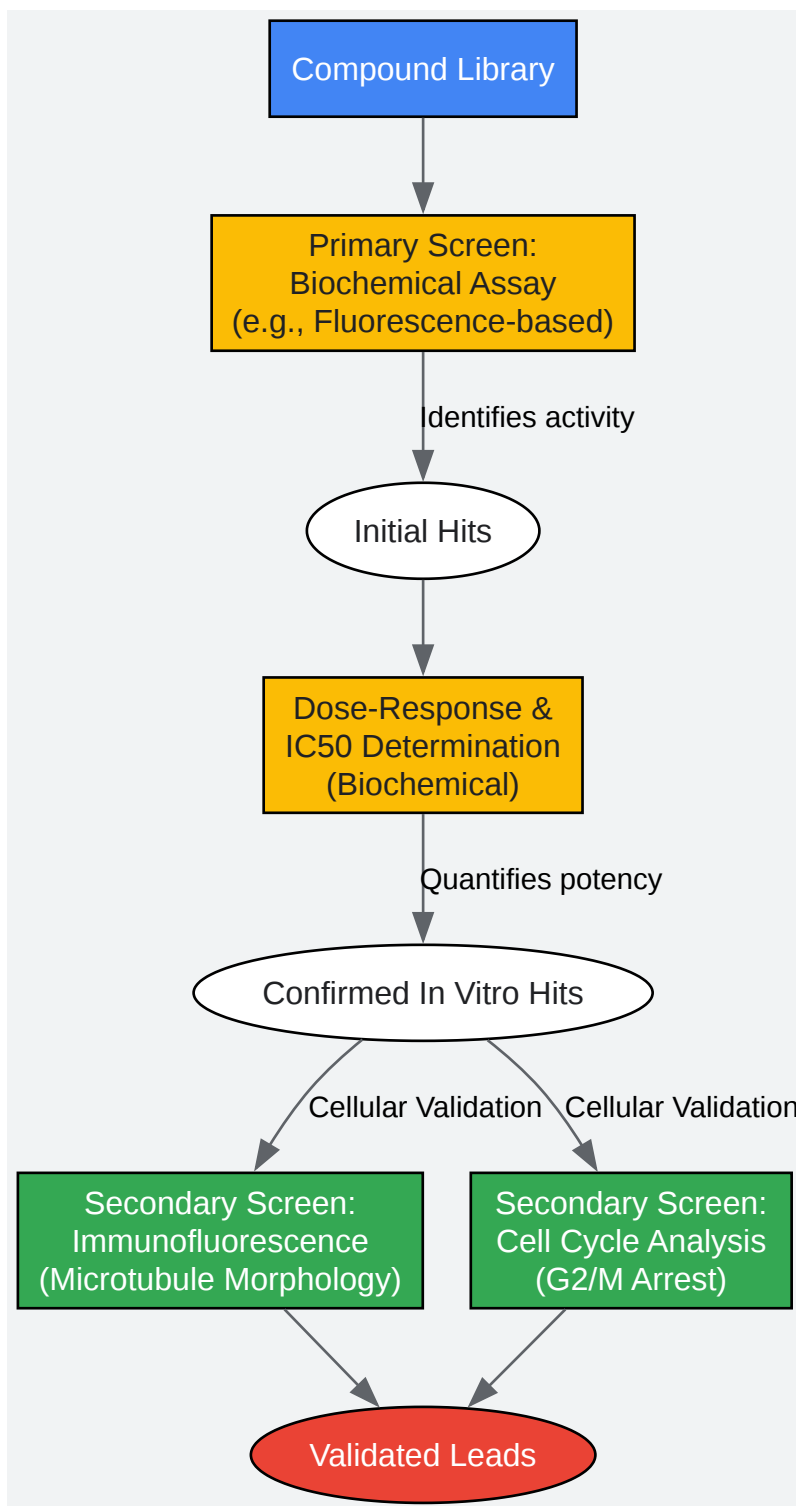 Compound Library
Primary Screen:
Biochemical Assay
(e.g., Fluorescence-based)
Identifies activity
Initial Hits
Dose-Response &
IC50 Determination
(Biochemical)
Quantifies potency
Confirmed In Vitro Hits
Cellular Validation
Cellular Validation
Secondary Screen:
Immunofluorescence
(Microtubule Morphology)
Secondary Screen:
Cell Cycle Analysis
(G2/M Arrest)
Validated Leads